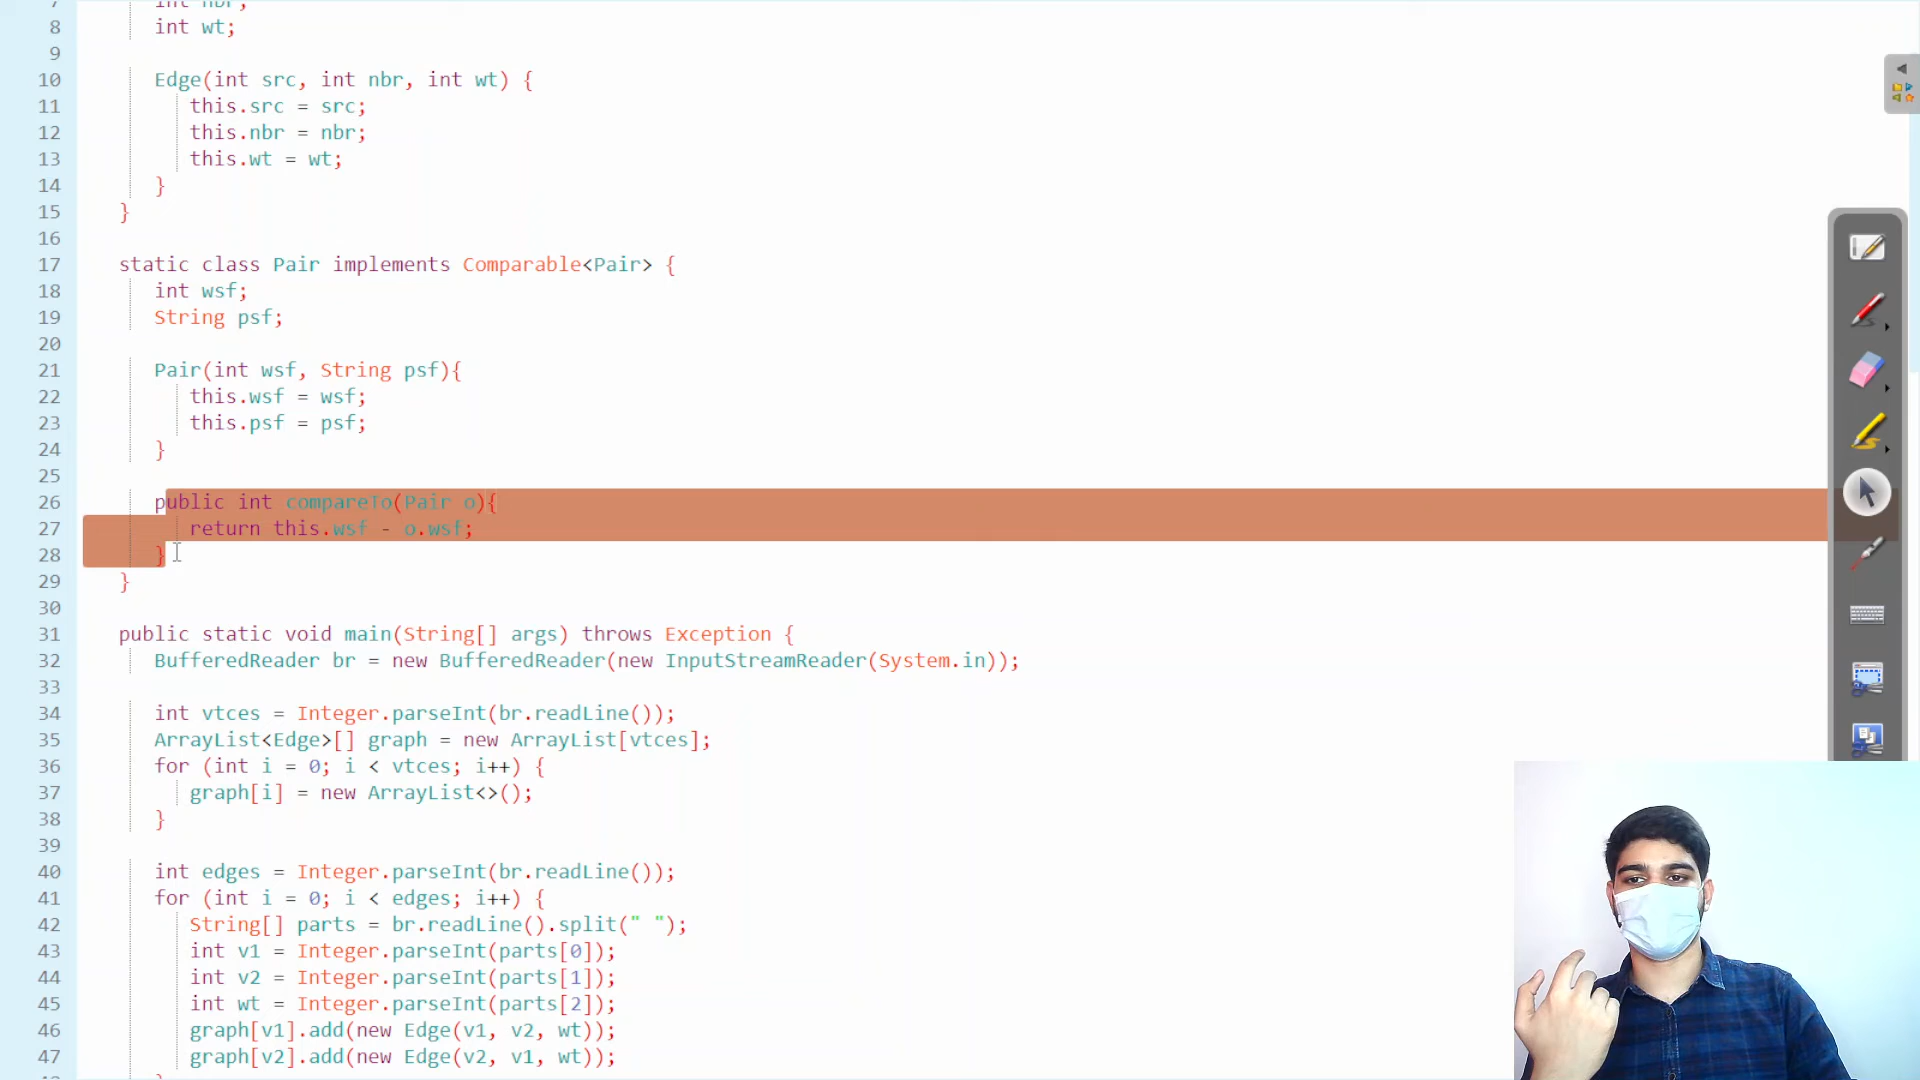 7 int nbr;
8 int wt;
9
10 Edge(int src, int nbr, int wt) {
11 this.src = src;
12 this.nbr = nbr;
13 this.wt = wt;
14 }
15 }
16
17 static class Pair implements Comparable<Pair> {
18 int wsf;
19 String psf;
20
21 Pair(int wsf, String psf){
22 this.wsf = wsf;
23 this.psf = psf;
24 }
25
26 public int compareTo(Pair o){
27 return this.wsf - o.wsf;
28 }
29 }
30
31 public static void main(String[] args) throws Exception {
32 BufferedReader br = new BufferedReader(new InputStreamReader(System.in));
33
34 int vtces = Integer.parseInt(br.readLine());
35 ArrayList<Edge>[] graph = new ArrayList[vtces];
36 for (int i = 0; i < vtces; i++) {
37 graph[i] = new ArrayList<>();
38 }
39
40 int edges = Integer.parseInt(br.readLine());
41 for (int i = 0; i < edges; i++) {
42 String[] parts = br.readLine().split(" ");
43 int v1 = Integer.parseInt(parts[0]);
44 int v2 = Integer.parseInt(parts[1]);
45 int wt = Integer.parseInt(parts[2]);
46 graph[v1].add(new Edge(v1, v2, wt));
47 graph[v2].add(new Edge(v2, v1, wt));